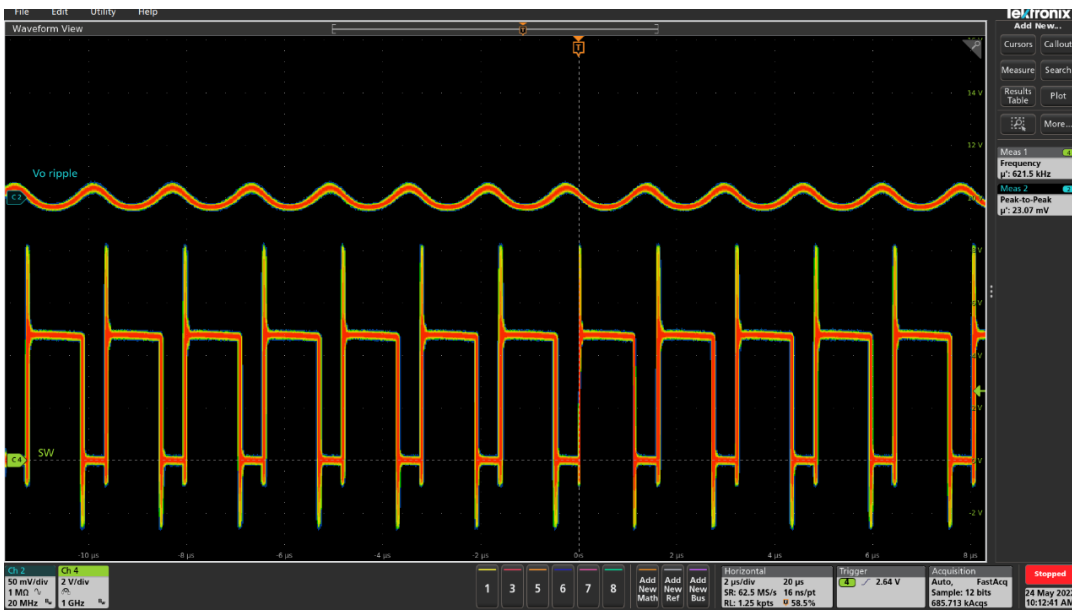 File Edit Utility Help
Tektronix
Waveform View
Add New...
Cursors Callout
Measure Search
Results Table Plot
More...
Meas 1 4
Frequency
µ': 621.5 kHz
Meas 2 2
Peak-to-Peak
µ': 23.07 mV
T
T
14 V
12 V
Vo ripple
C 2
SW
C 4
-2 V
-10 µs -8 µs -6 µs -4 µs -2 µs 0 s 2 µs 4 µs 6 µs 8 µs
Ch 2
50 mV/div
1 MΩ
20 MHz
Ch 4
2 V/div
1 GHz
1 2 3 5 6 7 8
Add New Math
Add New Ref
Add New Bus
Horizontal
2 µs/div 20 µs
SR: 62.5 MS/s 16 ns/pt
RL: 1.25 kpts 58.5%
Trigger
4 2.64 V
Acquisition
Auto, FastAcq
Sample: 12 bits
685.713 kAcqs
Stopped
10:12:41 AM